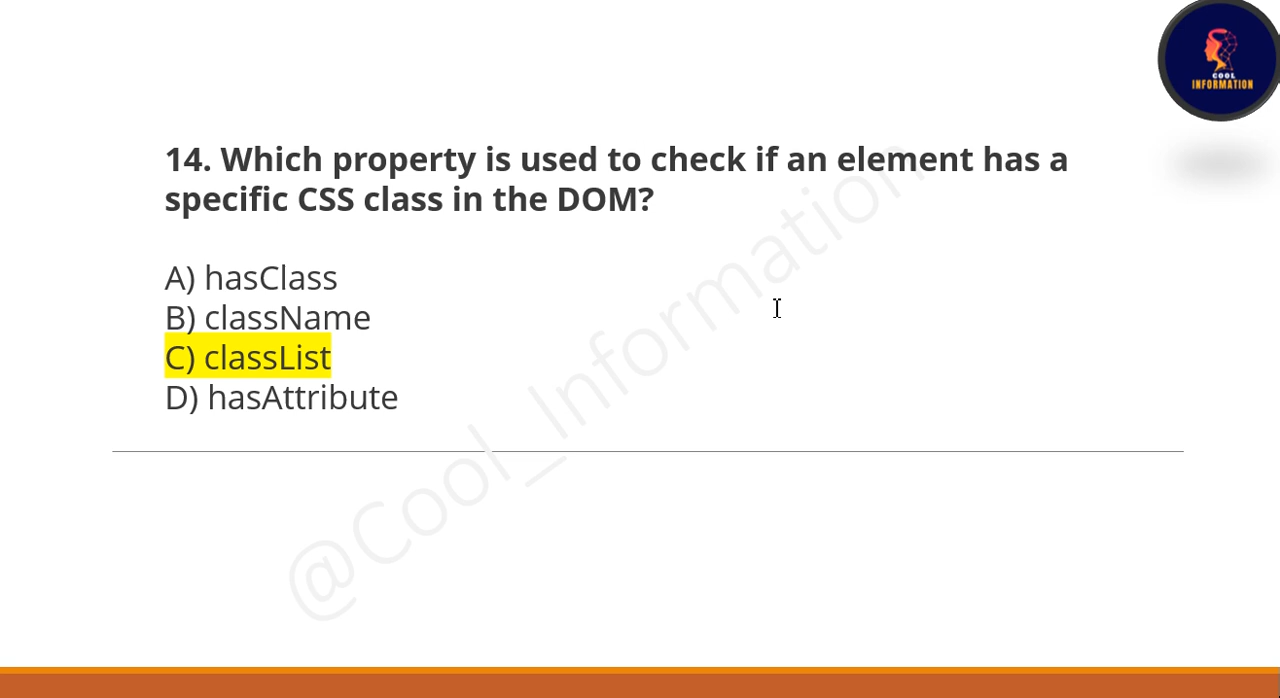 COOL
INFORMATION
14. Which property is used to check if an element has a
specific CSS class in the DOM?
A) hasClass
B) className
C) classList
D) hasAttribute
@Cool_Information